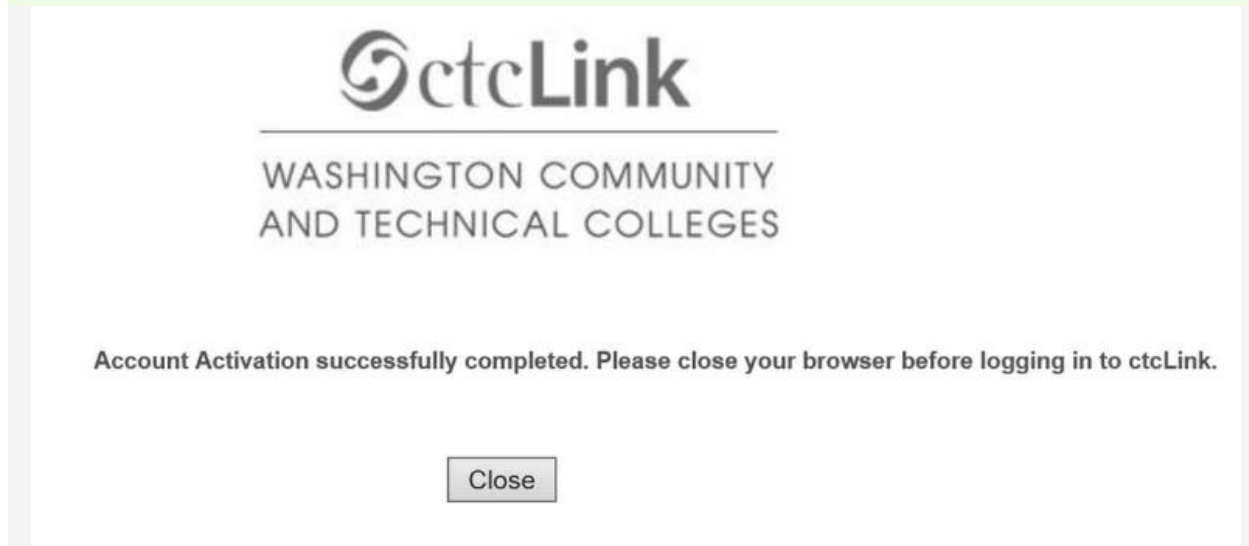 ctcLink
WASHINGTON COMMUNITY
AND TECHNICAL COLLEGES
Account Activation successfully completed. Please close your browser before logging in to ctcLink.
Close